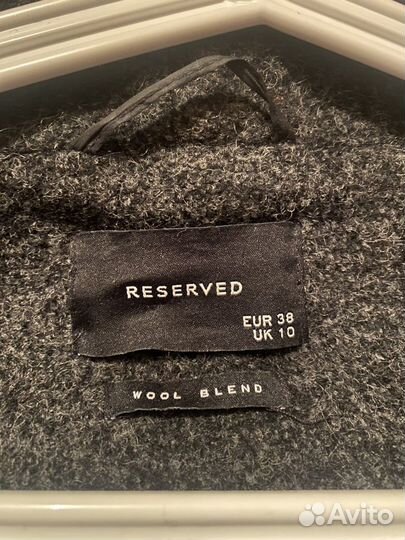 RESERVED
EUR 38
UK 10
WOOL BLEND
Avito